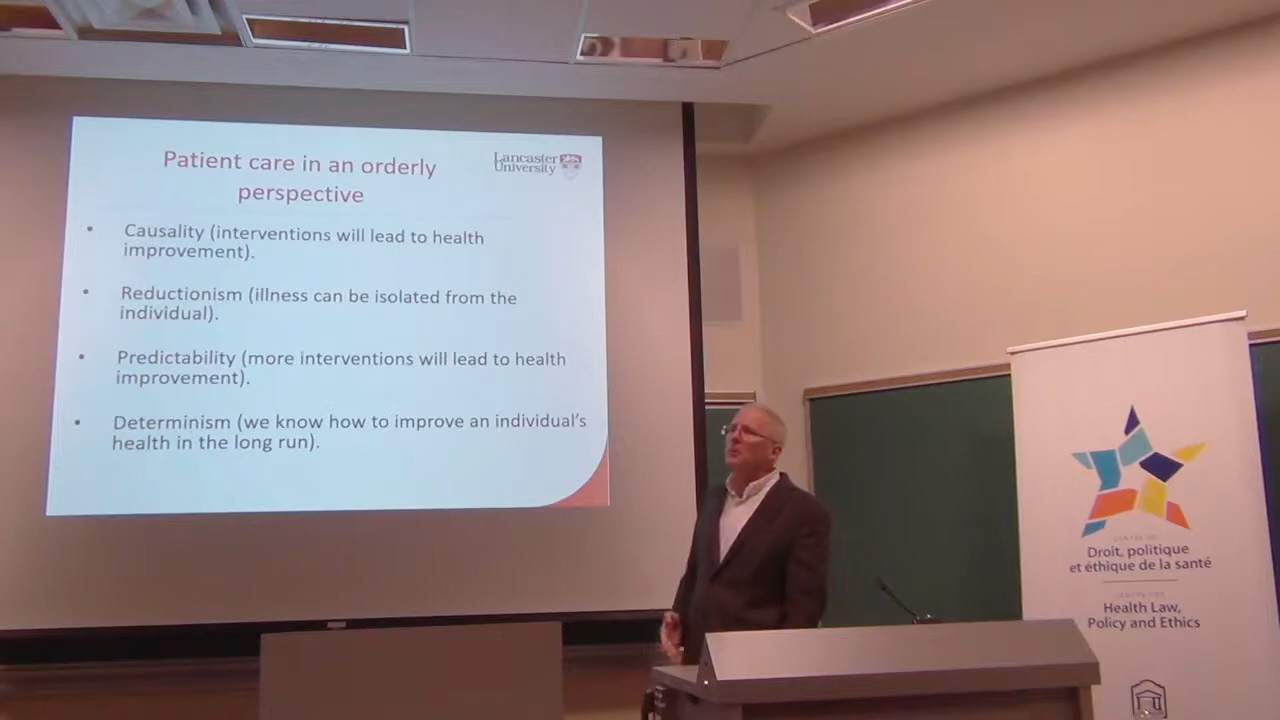 Patient care in an orderly
perspective
Lancaster
University
• Causality (interventions will lead to health
improvement).
• Reductionism (illness can be isolated from the
individual).
• Predictability (more interventions will lead to health
improvement).
• Determinism (we know how to improve an individual's
health in the long run).
Droit, politique
et éthique de la santé
Health Law,
Policy and Ethics